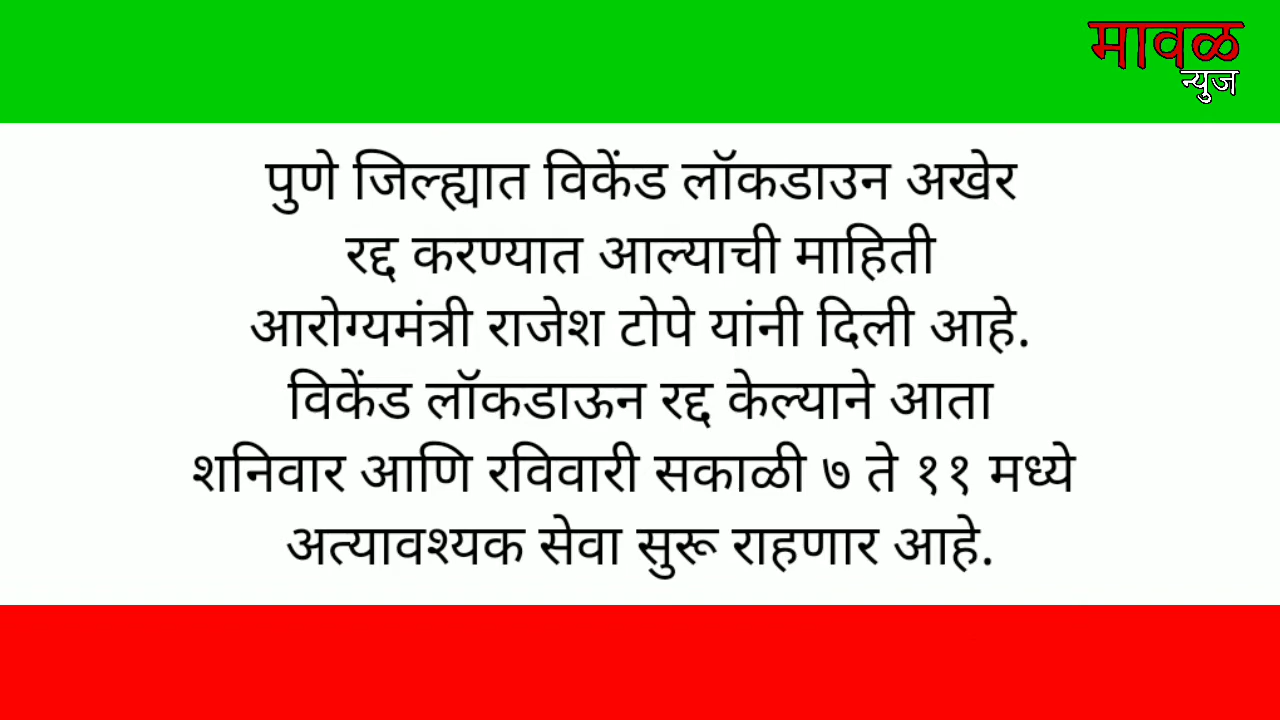 मावळ
न्युज
पुणे जिल्ह्यात विकेंड लॉकडाउन अखेर
रद्द करण्यात आल्याची माहिती
आरोग्यमंत्री राजेश टोपे यांनी दिली आहे.
विकेंड लॉकडाऊन रद्द केल्याने आता
शनिवार आणि रविवारी सकाळी ७ ते ११ मध्ये
अत्यावश्यक सेवा सुरू राहणार आहे.